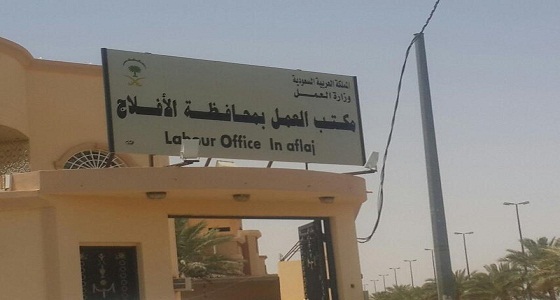 المملكة العربية السعودية
وزارة العمل
مكتب العمل بمحافظة الأفلاج
Labour Office In aflaj